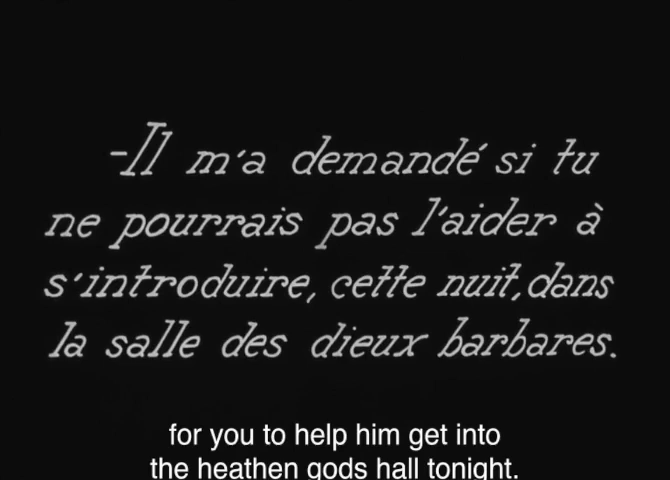 -Il m'a demandé si tu
ne pourrais pas l'aider à
s'introduire, cette nuit, dans
la salle des dieux barbares.
for you to help him get into
the heathen gods hall tonight.